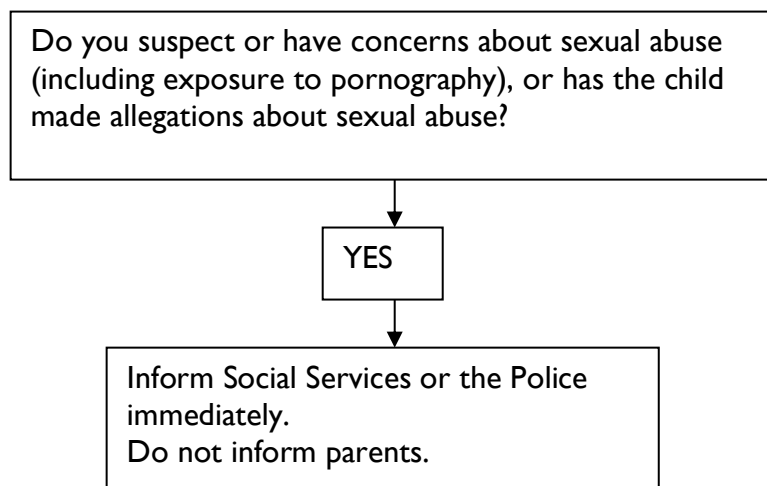 Do you suspect or have concerns about sexual abuse
(including exposure to pornography), or has the child
made allegations about sexual abuse?
YES
Inform Social Services or the Police
immediately.
Do not inform parents.